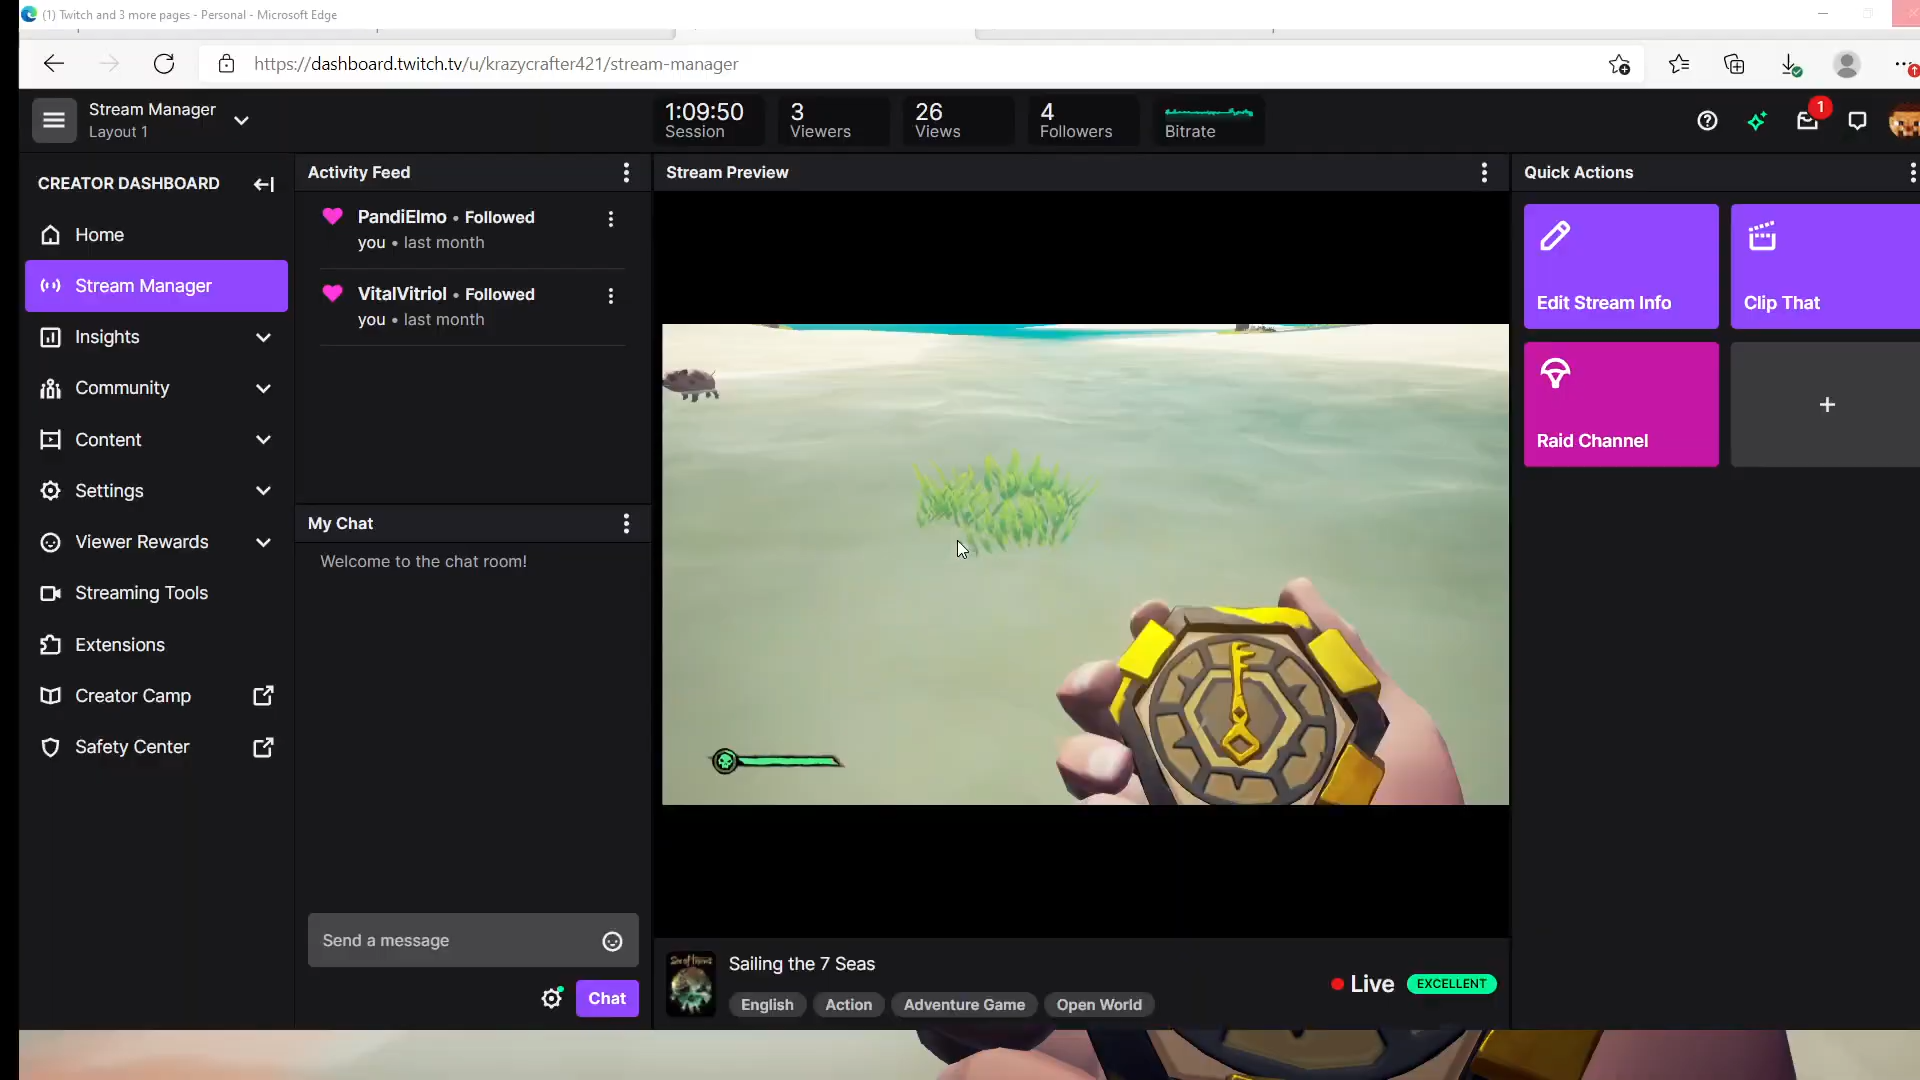 (1) Twitch and 3 more pages - Personal - Microsoft Edge
https://dashboard.twitch.tv/u/krazycrafter421/stream-manager
Stream Manager
Layout 1
1:09:50
Session
3
Viewers
26
Views
4
Followers
Bitrate
1
CREATOR DASHBOARD
Home
Stream Manager
Insights
Community
Content
Settings
Viewer Rewards
Streaming Tools
Extensions
Creator Camp
Safety Center
Activity Feed
PandiElmo • Followed
you • last month
VitalVitriol • Followed
you • last month
My Chat
Welcome to the chat room!
Send a message
Chat
Stream Preview
Sea of Thieves
Sailing the 7 Seas
English
Action
Adventure Game
Open World
Live
EXCELLENT
Quick Actions
Edit Stream Info
Clip That
Raid Channel